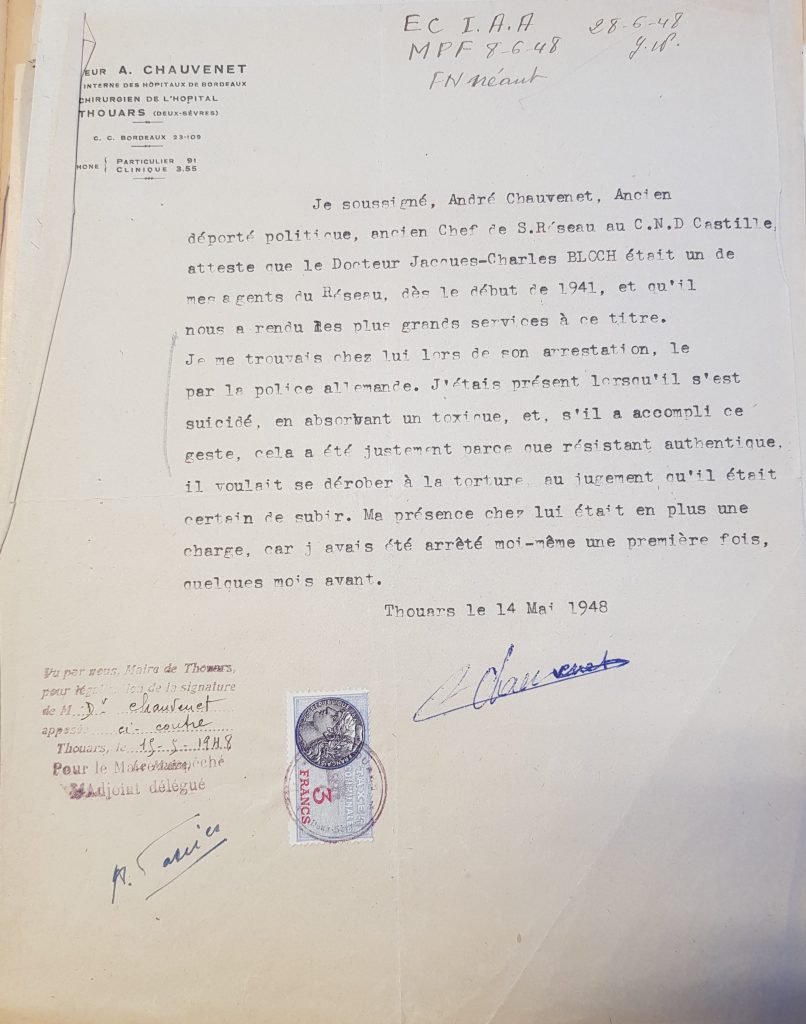 EC I.A.A 28-6-48
MPF 8-6-48
FN néant
EUR A. CHAUVENET
INTERNE DES HÔPITAUX DE BORDEAUX
CHIRURGIEN DE L'HOPITAL
THOUARS (DEUX-SÈVRES)
C. C. BORDEAUX 23-109
HONE { PARTICULIER 91
CLINIQUE 3.55
Je soussigné, André Chauvenet, Ancien
déporté politique, ancien Chef de S.Réseau au C.N.D Castille,
atteste que le Docteur Jacques-Charles BLOCH était un de
mes agents du Réseau, dès le début de 1941, et qu'il
nous a rendu les plus grands services à ce titre.
Je me trouvais chez lui lors de son arrestation, le
par la police allemande. J'étais présent lorsqu'il s'est
suicidé, en absorbant un toxique, et, s'il a accompli ce
geste, cela a été justement parce que résistant authentique,
il voulait se dérober à la torture, au jugement qu'il était
certain de subir. Ma présence chez lui était en plus une
charge, car j avais été arrêté moi-même une première fois,
quelques mois avant.
Thouars le 14 Mai 1948
Chauvenet
Vu par nous, Maire de Thouars,
pour légalisation de la signature
de M. Dr Chauvenet
apposée ci-contre
Thouars, le 15-5-1948
Pour le Maire empêché
Adjoint délégué
3
FRANCS